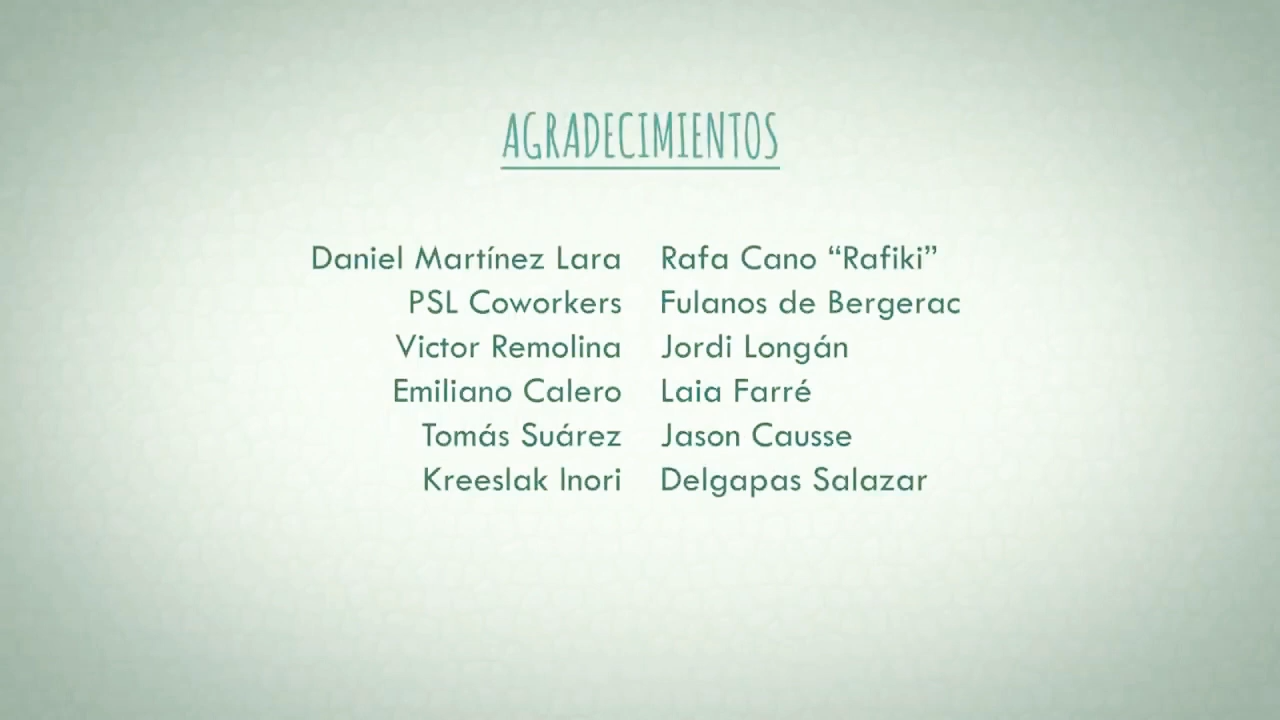 AGRADECIMIENTOS
Daniel Martínez Lara Rafa Cano “Rafiki”
PSL Coworkers Fulanos de Bergerac
Victor Remolina Jordi Longán
Emiliano Calero Laia Farré
Tomás Suárez Jason Causse
Kreeslak Inori Delgapas Salazar